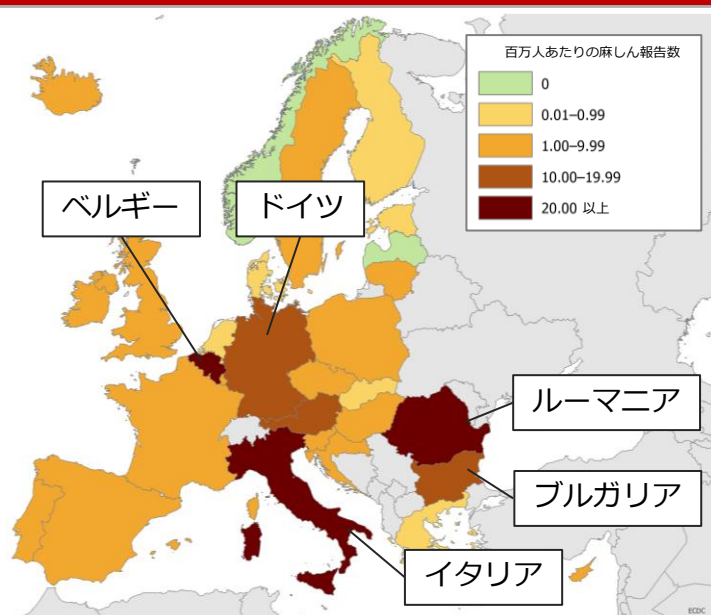 百万人あたりの麻しん報告数
0
0.01–0.99
1.00–9.99
10.00–19.99
20.00 以上
ベルギー
ドイツ
ルーマニア
ブルガリア
イタリア
ECDC